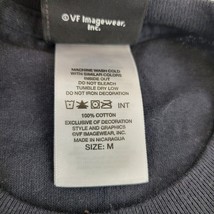 ©VF Imagewear,
Inc.
MACHINE WASH COLD
WITH SIMILAR COLORS
INSIDE OUT
DO NOT BLEACH
TUMBLE DRY LOW
DO NOT IRON DECORATION
INT
100% COTTON
EXCLUSIVE OF DECORATION
STYLE AND GRAPHICS
©VF IMAGEWEAR, INC.
MADE IN NICARAGUA
SIZE: M